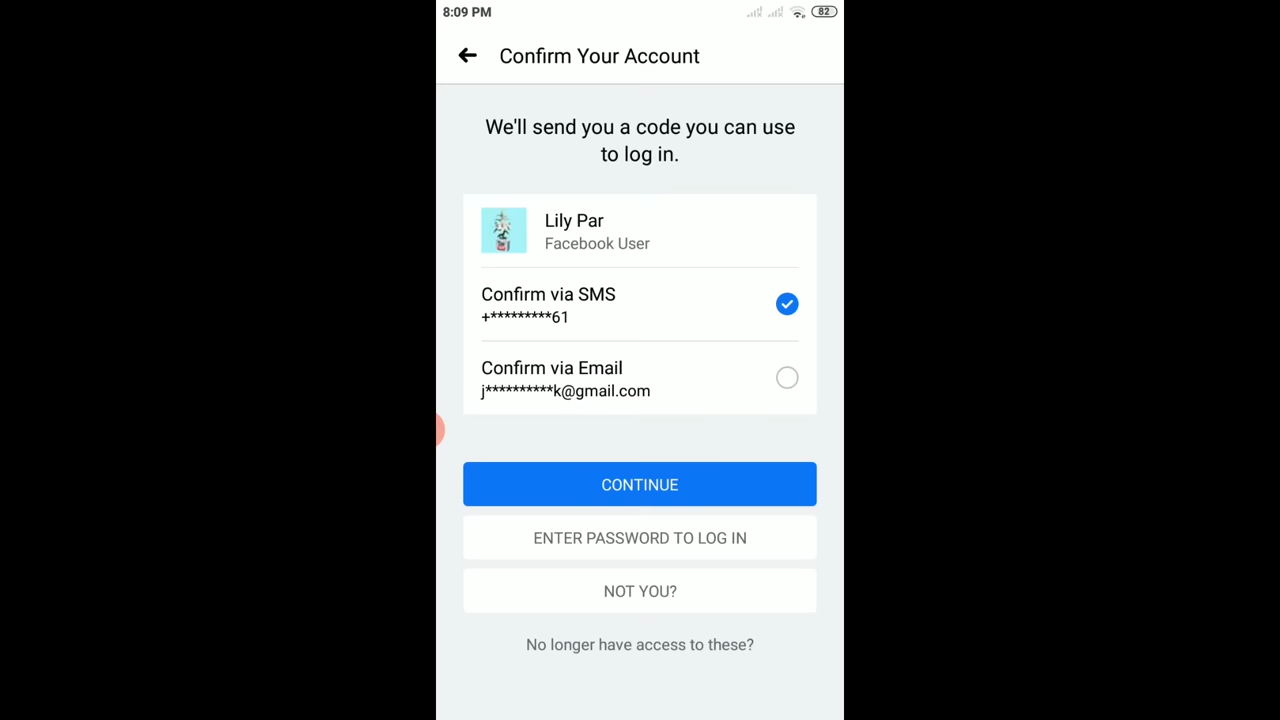 8:09 PM
82
Confirm Your Account
We'll send you a code you can use
to log in.
Lily Par
Facebook User
Confirm via SMS
+*********61
Confirm via Email
j**********k@gmail.com
CONTINUE
ENTER PASSWORD TO LOG IN
NOT YOU?
No longer have access to these?